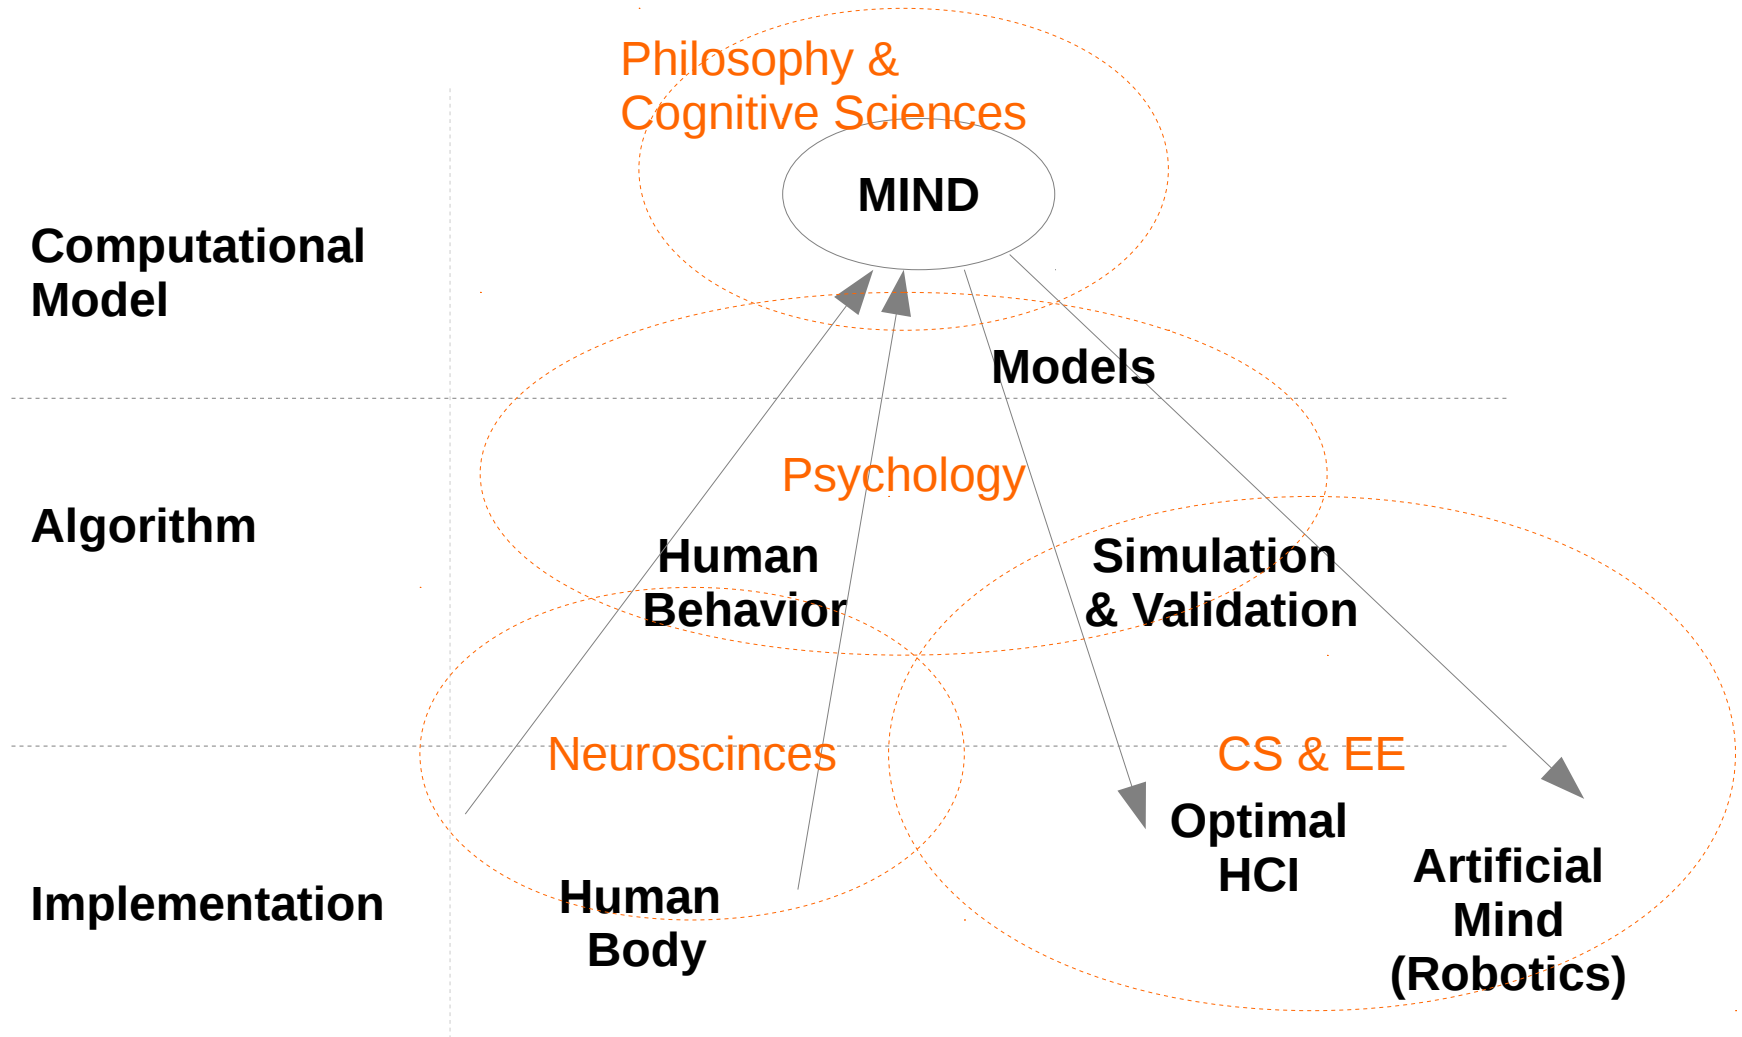 Philosophy &
Cognitive Sciences
MIND
Computational
Model
Models
Psychology
Algorithm
Human
Behavior
Simulation
& Validation
Neuroscinces
CS & EE
Optimal
HCI
Implementation
Human
Body
Artificial
Mind
(Robotics)